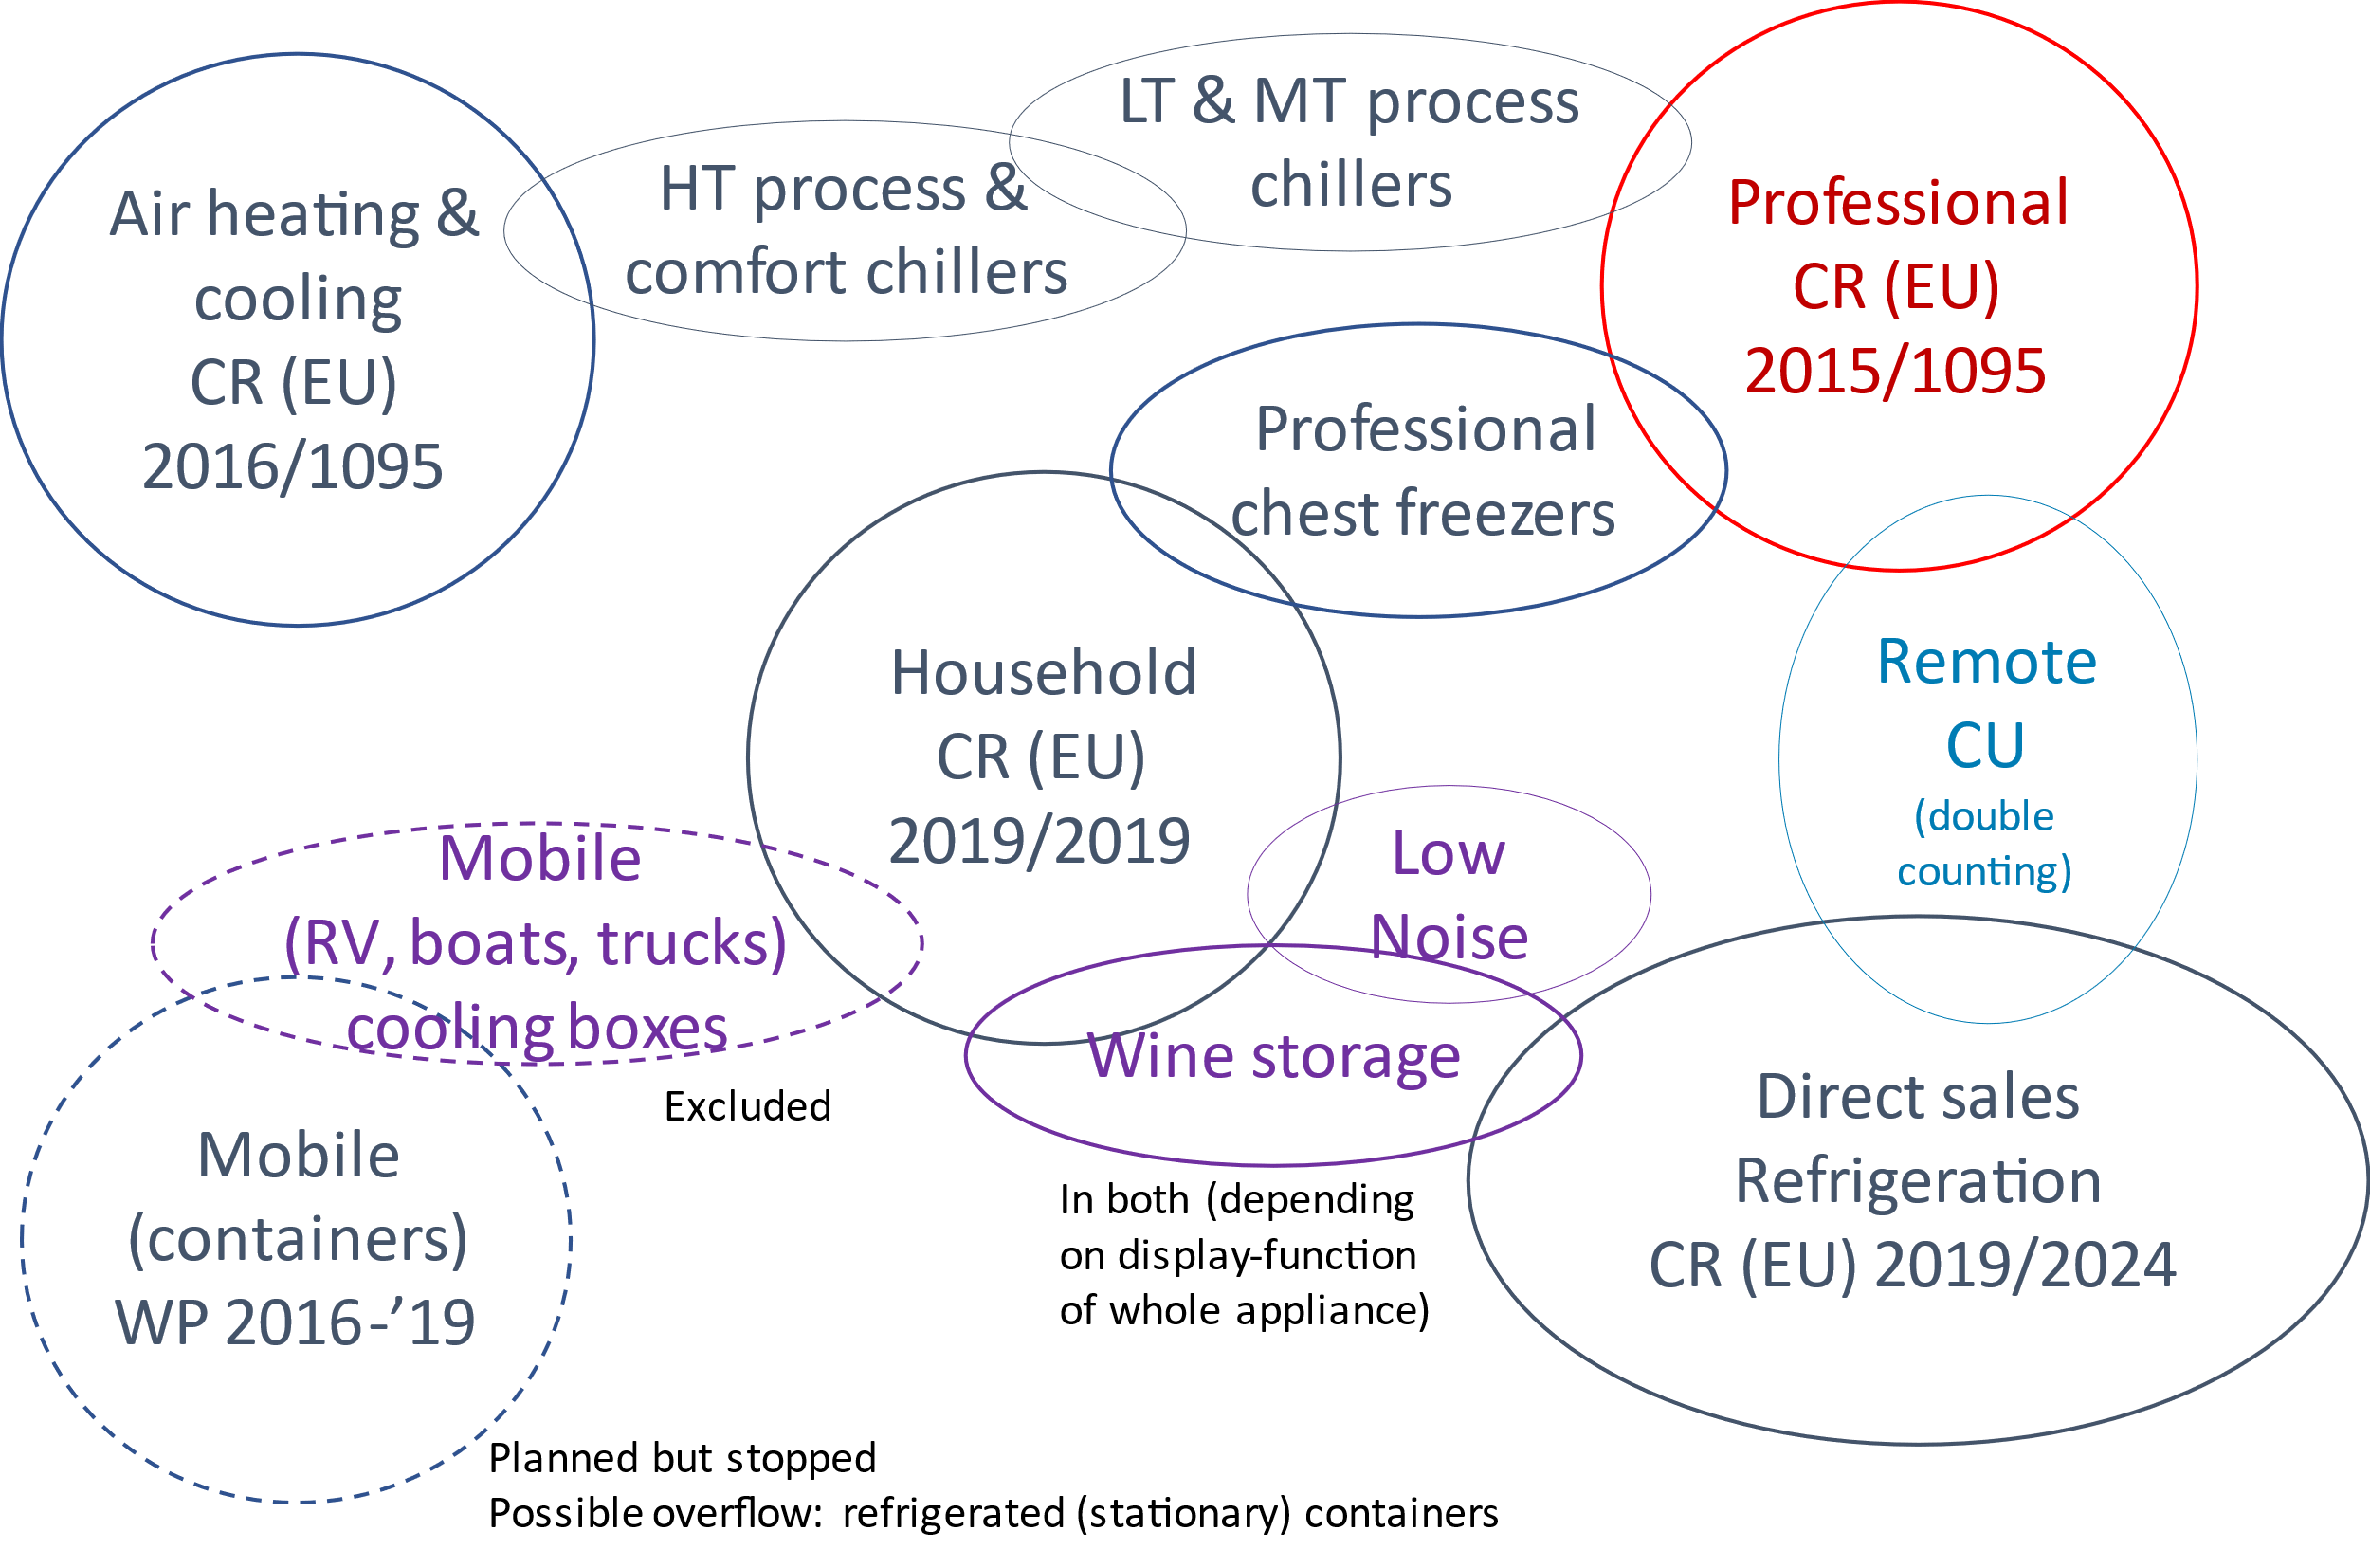 LT & MT process
chillers
HT process &
comfort chillers
Air heating &
cooling
CR (EU)
2016/1095
Professional
CR (EU)
2015/1095
Professional
chest freezers
Household
CR (EU)
2019/2019
Remote
CU
(double
counting)
Low
Noise
Mobile
(RV, boats, trucks)
cooling boxes
Wine storage
Excluded
Direct sales
Refrigeration
CR (EU) 2019/2024
Mobile
(containers)
WP 2016-’19
In both (depending
on display-function
of whole appliance)
Planned but stopped
Possible overflow: refrigerated (stationary) containers